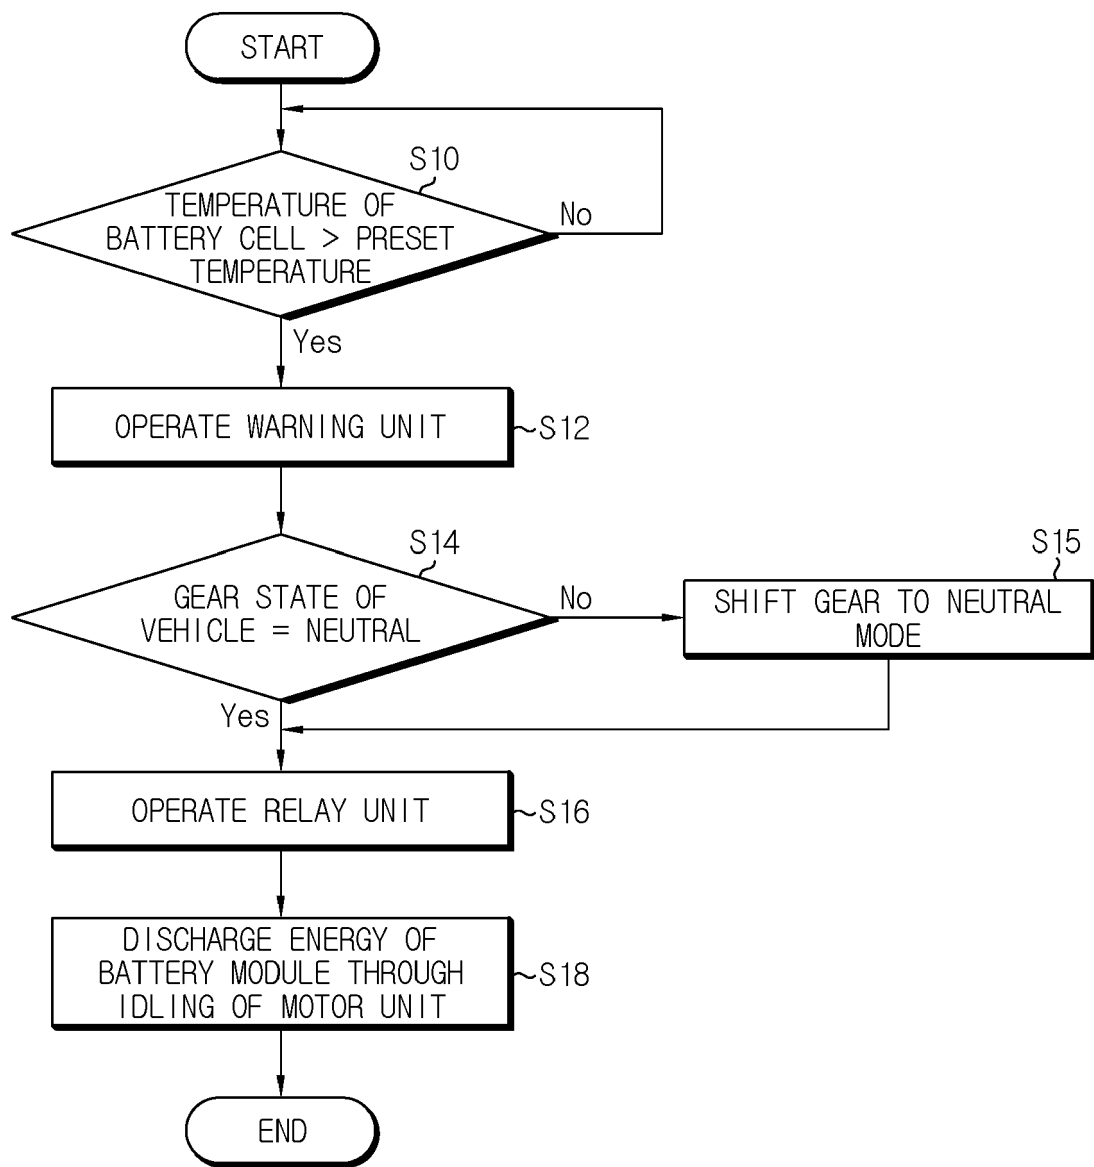 START
S10
TEMPERATURE OF
BATTERY CELL > PRESET
TEMPERATURE
No
Yes
OPERATE WARNING UNIT
S12
S14
GEAR STATE OF
VEHICLE = NEUTRAL
No
S15
SHIFT GEAR TO NEUTRAL
MODE
Yes
OPERATE RELAY UNIT
S16
DISCHARGE ENERGY OF
BATTERY MODULE THROUGH
IDLING OF MOTOR UNIT
S18
END